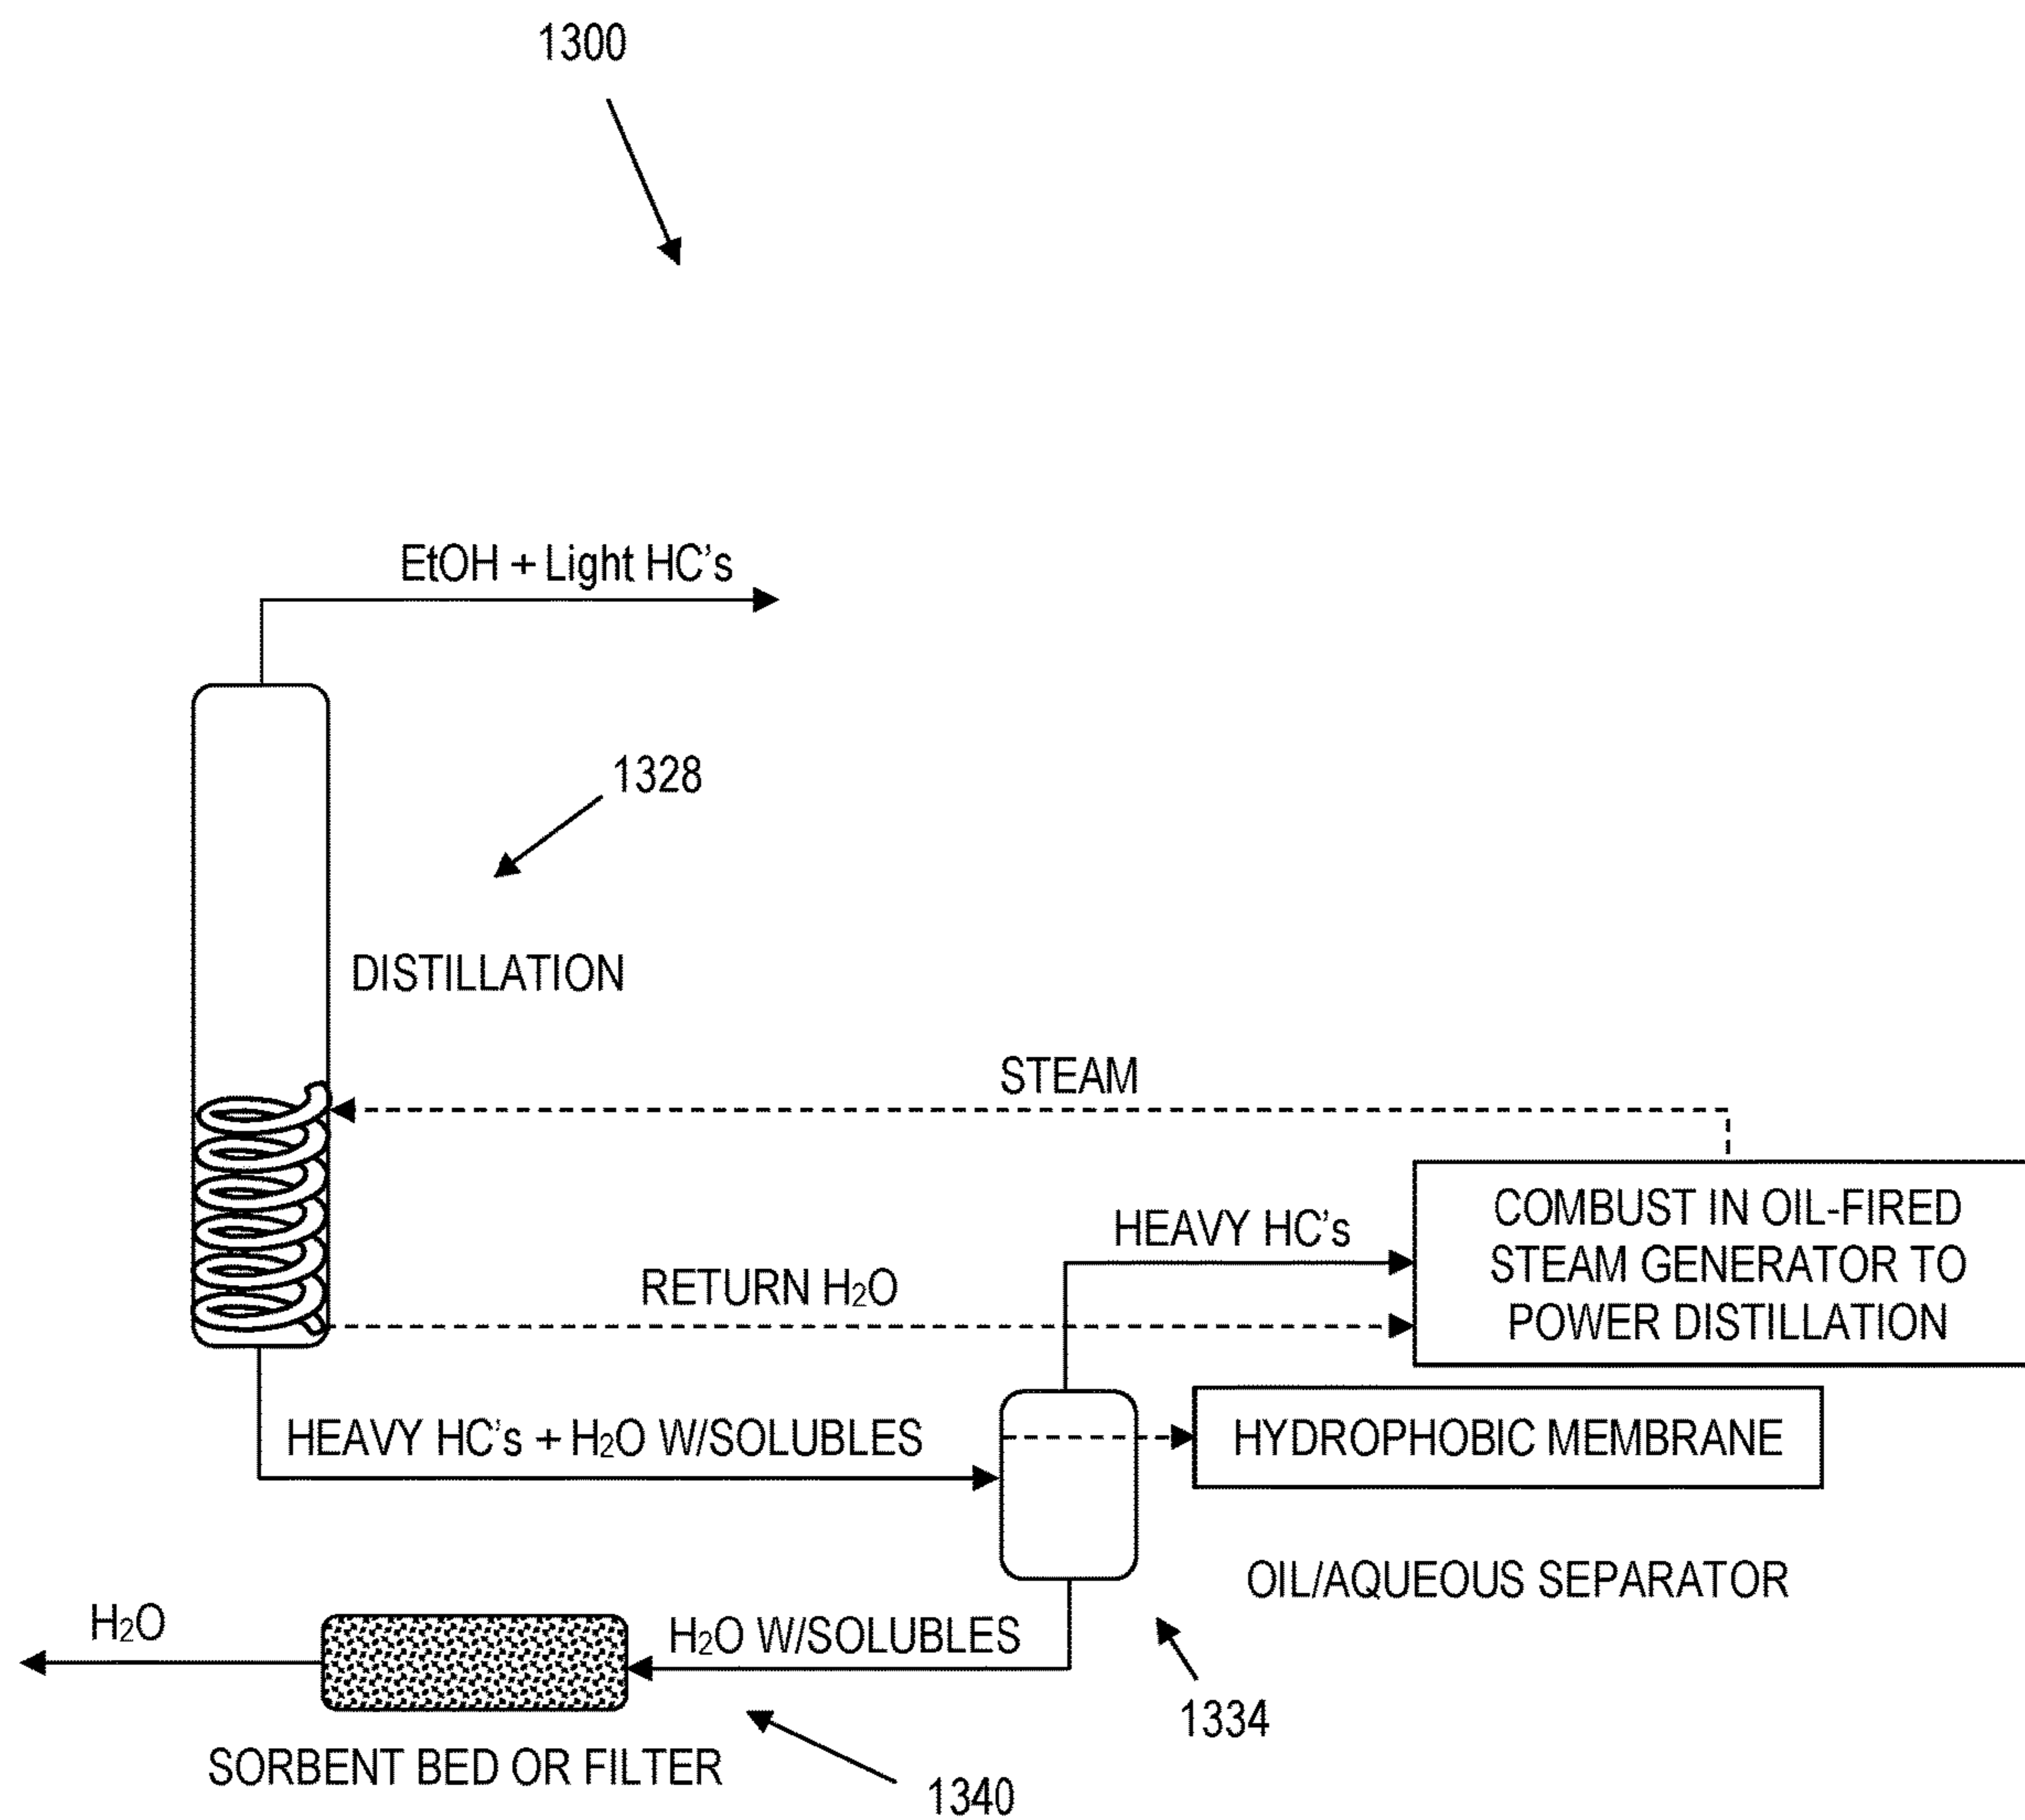 1300
EtOH + Light HC's
1328
DISTILLATION
STEAM
COMBUST IN OIL-FIRED
STEAM GENERATOR TO
POWER DISTILLATION
HEAVY HC's
RETURN H₂O
HEAVY HC's + H₂O W/SOLUBLES
HYDROPHOBIC MEMBRANE
OIL/AQUEOUS SEPARATOR
H₂O
H₂O W/SOLUBLES
1334
SORBENT BED OR FILTER
1340